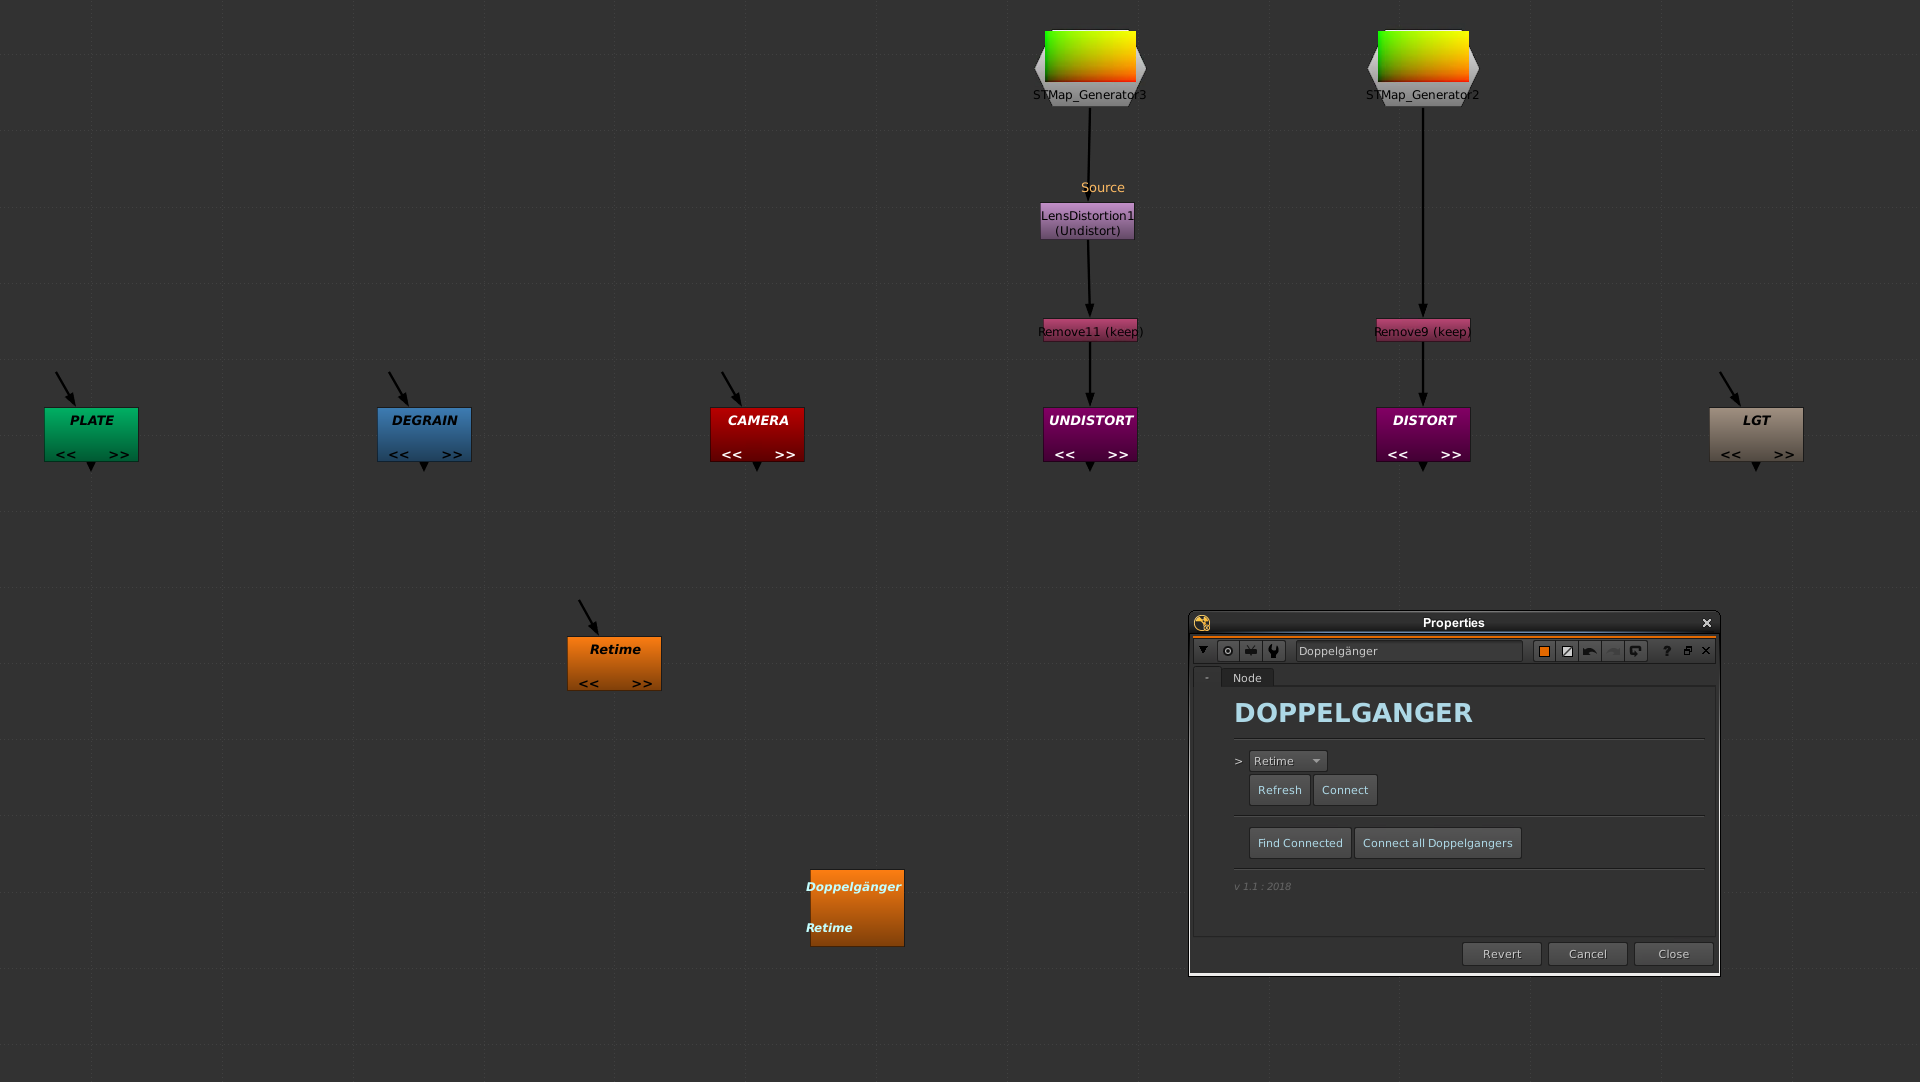 STMap_Generator3
STMap_Generator2
Source
LensDistortion1
(Undistort)
Remove11 (keep)
Remove9 (keep)
PLATE
<< >>
DEGRAIN
<< >>
CAMERA
<< >>
UNDISTORT
<< >>
DISTORT
<< >>
LGT
<< >>
Retime
<< >>
Doppelgänger
Retime
Properties
Doppelgänger
?
- Node
DOPPELGANGER
> Retime
Refresh Connect
Find Connected Connect all Doppelgangers
v 1.1 : 2018
Revert Cancel Close